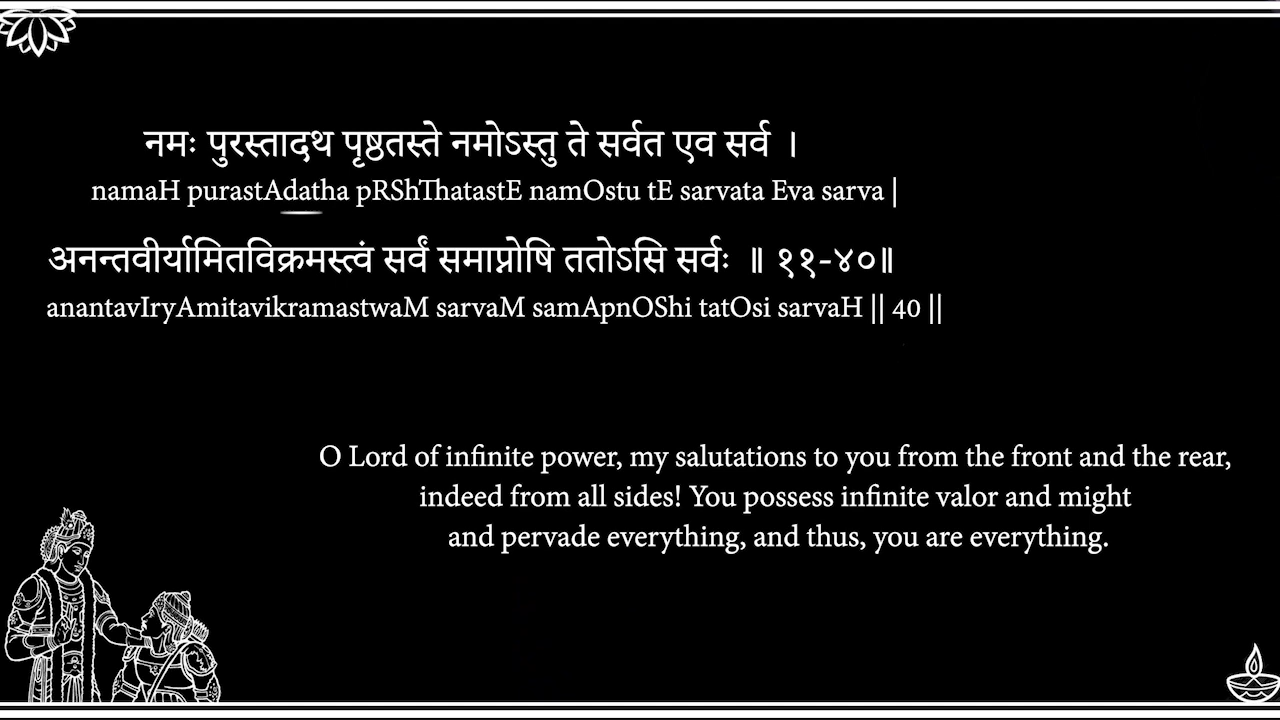 नमः पुरस्तादथ पृष्ठतस्ते नमोऽस्तु ते सर्वत एव सर्व ।
namaH purastAdatha pRShThatastE namOstu tE sarvata Eva sarva |
अनन्तवीर्यामितविक्रमस्त्वं सर्वं समाप्नोषि ततोऽसि सर्वः ॥ ११-४०॥
anantavIryAmitavikramastwaM sarvaM samApnOShi tatOsi sarvaH || 40 ||
O Lord of infinite power, my salutations to you from the front and the rear,
indeed from all sides! You possess infinite valor and might
and pervade everything, and thus, you are everything.